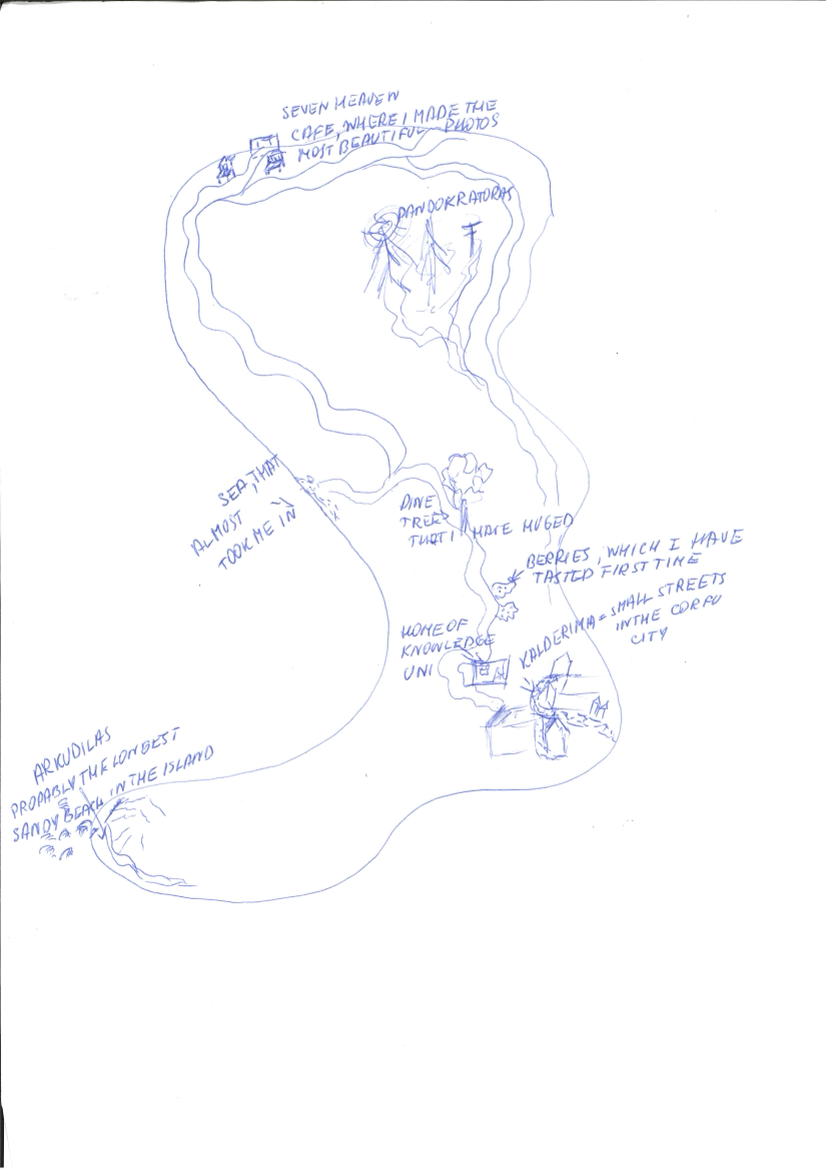 SEVEN HEAVEN
CAFE, WHERE I MADE THE
MOST BEAUTIFUL PHOTOS
PANDOKRATORAS
SEA, THAT
ALMOST
TOOK ME IN
PINE
TREE
THAT I HAVE HUGED
BERRIES, WHICH I HAVE
TASTED FIRST TIME
HOME OF
KNOWLEDGE
UNI
KALDERIMA = SMALL STREETS
IN THE CORFU
CITY
ARKUDILAS
PROPABLY THE LONGEST
SANDY BEACH IN THE ISLAND